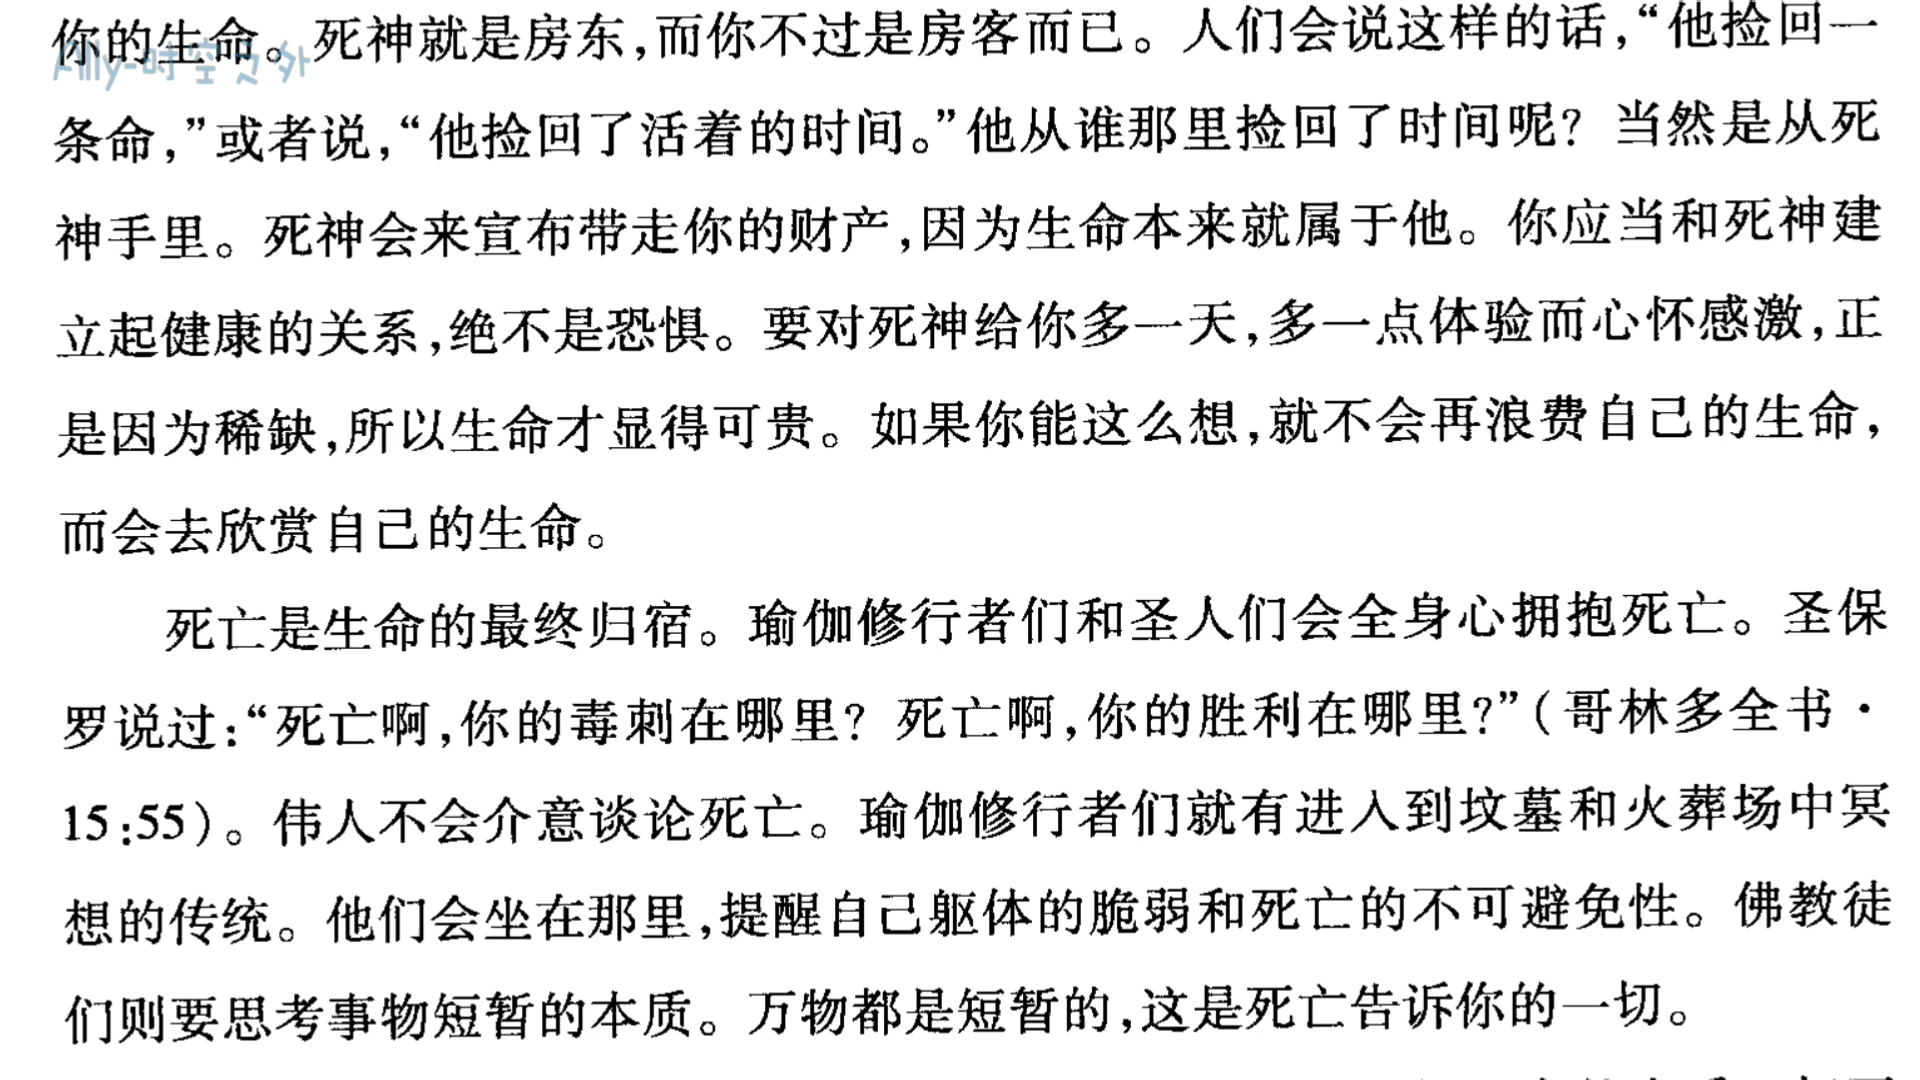 你的生命。死神就是房东,而你不过是房客而已。人们会说这样的话,“他捡回一
Ally-时空之外
条命,”或者说,“他捡回了活着的时间。”他从谁那里捡回了时间呢？当然是从死
神手里。死神会来宣布带走你的财产,因为生命本来就属于他。你应当和死神建
立起健康的关系,绝不是恐惧。要对死神给你多一天,多一点体验而心怀感激,正
是因为稀缺,所以生命才显得可贵。如果你能这么想,就不会再浪费自己的生命,
而会去欣赏自己的生命。
死亡是生命的最终归宿。瑜伽修行者们和圣人们会全身心拥抱死亡。圣保
罗说过:“死亡啊,你的毒刺在哪里？死亡啊,你的胜利在哪里?”(哥林多全书·
15:55)。伟人不会介意谈论死亡。瑜伽修行者们就有进入到坟墓和火葬场中冥
想的传统。他们会坐在那里,提醒自己躯体的脆弱和死亡的不可避免性。佛教徒
们则要思考事物短暂的本质。万物都是短暂的,这是死亡告诉你的一切。